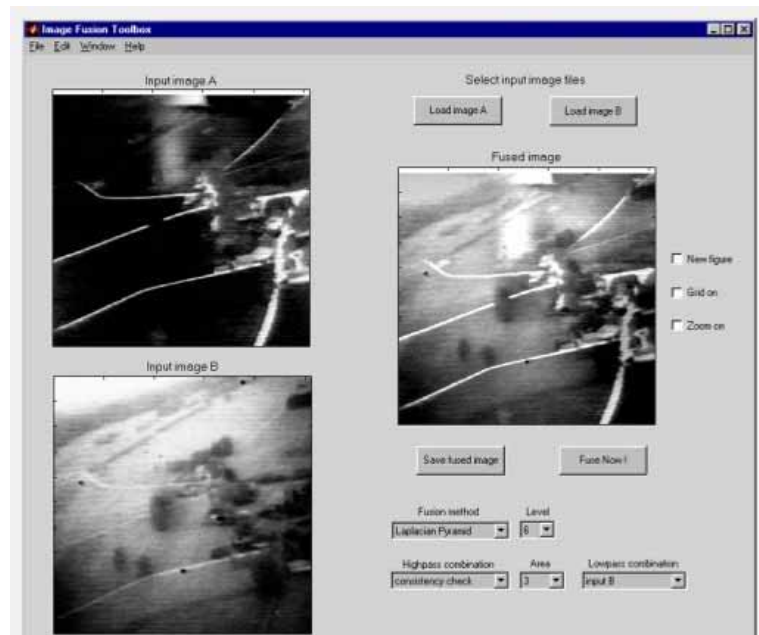 Image Fusion Toolbox
File Edit Window Help
Input image A
Select input image files
Load image A
Load image B
Fused image
New figure
Grid on
Zoom on
Input image B
Save fused image
Fuse Now !
Fusion method
Level
Laplacian Pyramid
6
Highpass combination
Area
Lowpass combination
consistency check
3
input B